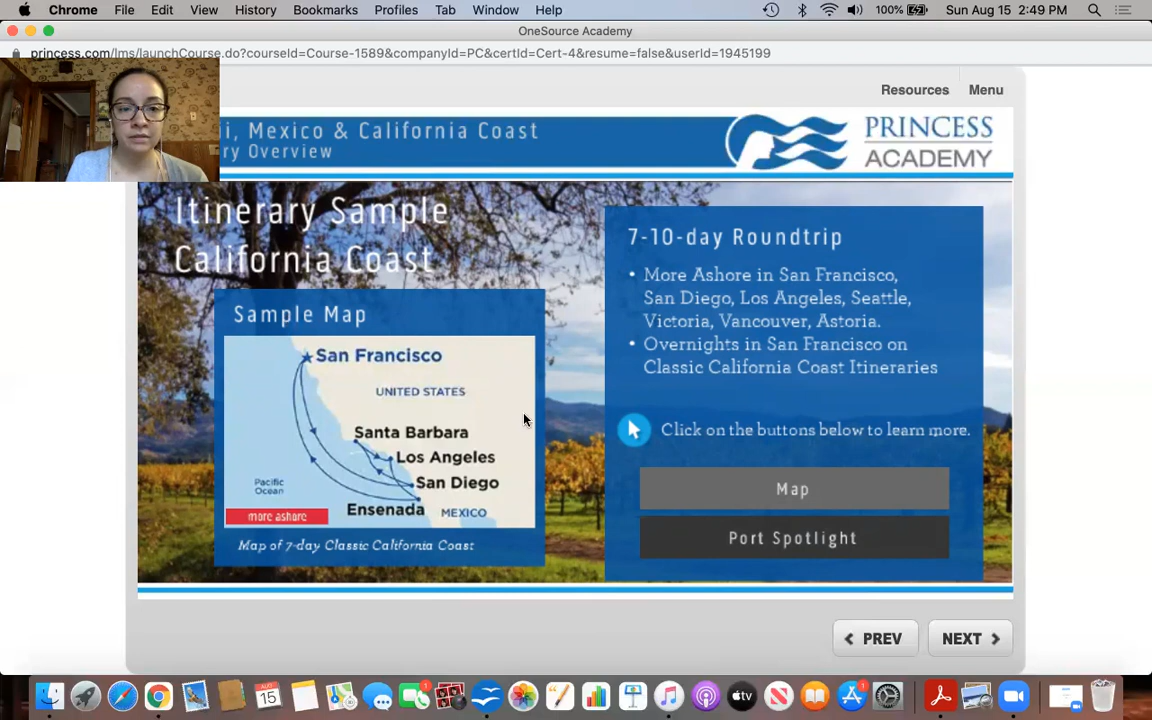 Chrome File Edit View History Bookmarks Profiles Tab Window Help 100% Sun Aug 15 2:49 PM
OneSource Academy
princess.com/lms/launchCourse.do?courseId=Course-1589&companyId=PC&certId=Cert-4&resume=false&userId=1945199
Resources Menu
i, Mexico & California Coast
ry Overview
PRINCESS
ACADEMY
Itinerary Sample
California Coast
Sample Map
San Francisco
UNITED STATES
Santa Barbara
Los Angeles
San Diego
Pacific
Ocean
Ensenada MEXICO
more ashore
Map of 7-day Classic California Coast
7-10-day Roundtrip
• More Ashore in San Francisco,
San Diego, Los Angeles, Seattle,
Victoria, Vancouver, Astoria.
• Overnights in San Francisco on
Classic California Coast Itineraries
Click on the buttons below to learn more.
Map
Port Spotlight
PREV NEXT
AUG
15
1
1
tv